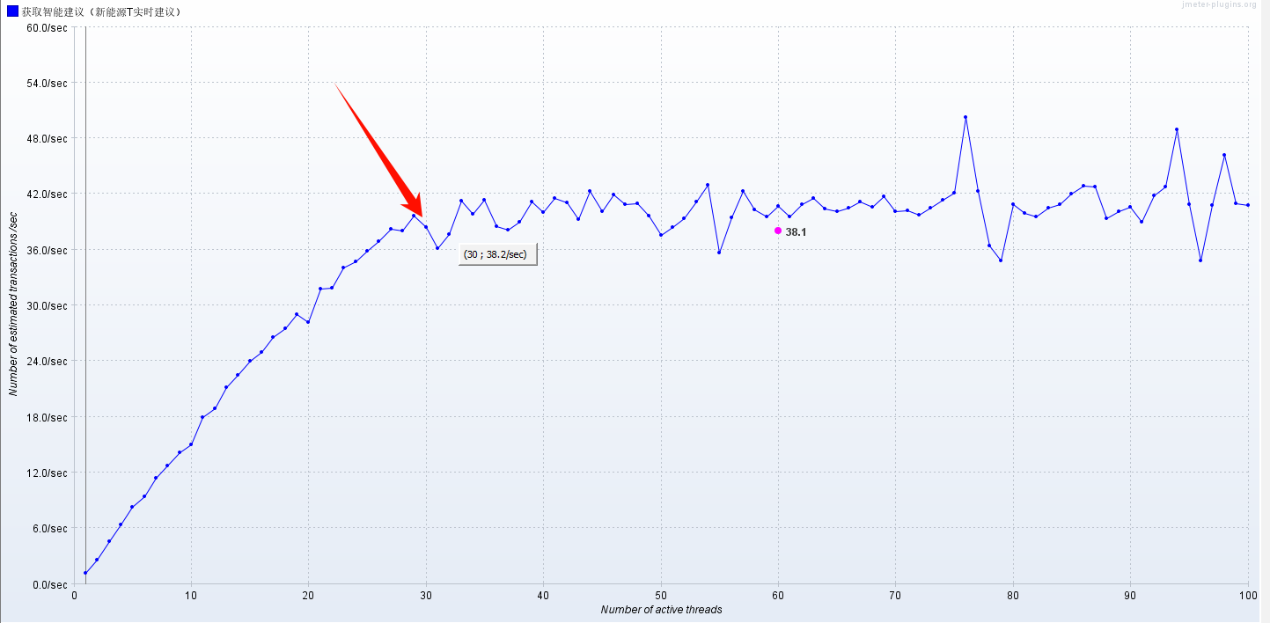 获取智能建议（新能源T实时建议）
jmeter-plugins.org
60.0/sec
54.0/sec
48.0/sec
42.0/sec
36.0/sec
30.0/sec
24.0/sec
18.0/sec
12.0/sec
6.0/sec
0.0/sec
Number of estimated transactions /sec
(30 ; 38.2/sec)
38.1
0 10 20 30 40 50 60 70 80 90 100
Number of active threads